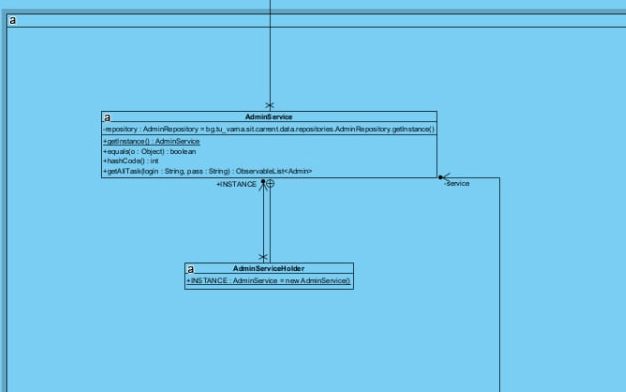 a
a
AdminService
-repository : AdminRepository = bg.tu_varna.sit.carrent.data.repositories.AdminRepository.getInstance()
+getInstance() : AdminService
+equals(o : Object) : boolean
+hashCode() : int
+getAllTask(login : String, pass : String) : ObservableList<Admin>
+INSTANCE
-service
a
AdminServiceHolder
+INSTANCE : AdminService = new AdminService()